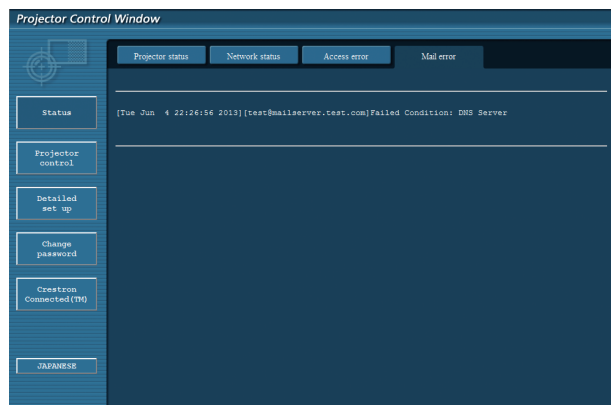 Projector Control Window
Projector status
Network status
Access error
Mail error
Status
[Tue Jun  4 22:26:56 2013][test@mailserver.test.com]Failed Condition: DNS Server
Projector
control
Detailed
set up
Change
password
Crestron
Connected(TM)
JAPANESE